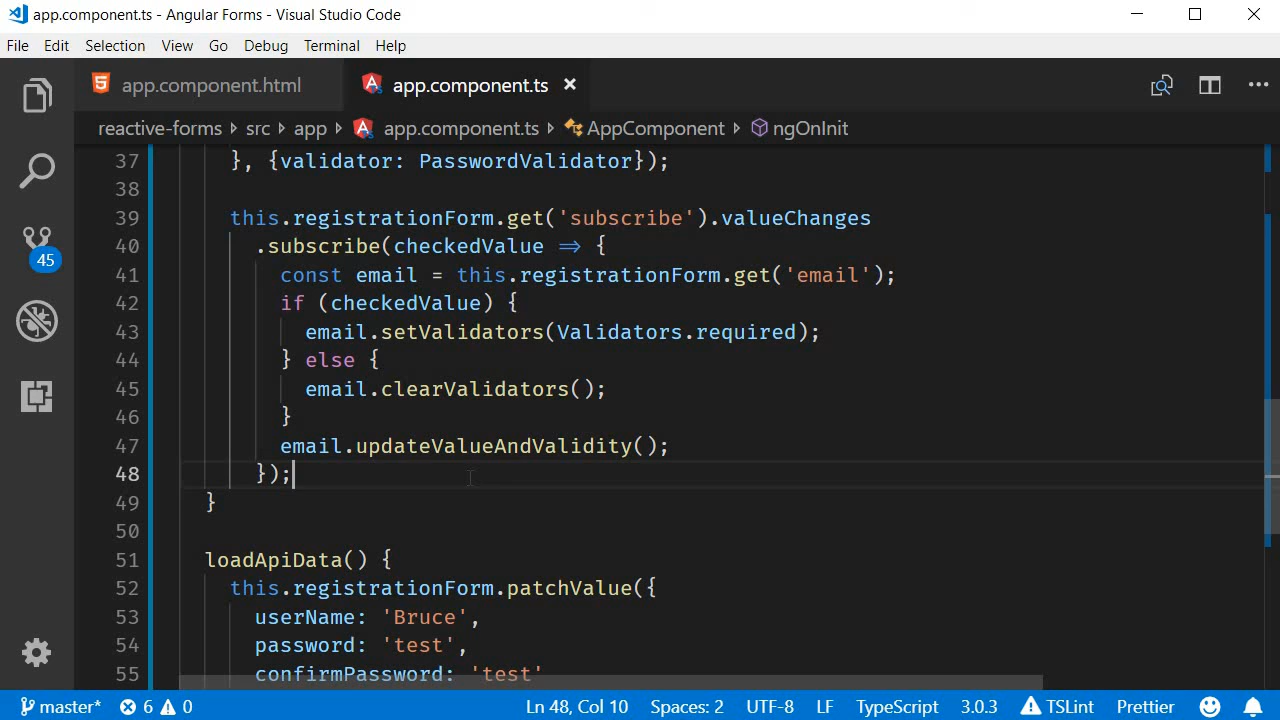 app.component.ts - Angular Forms - Visual Studio Code
File Edit Selection View Go Debug Terminal Help
app.component.html app.component.ts
reactive-forms src app app.component.ts AppComponent ngOnInit
37 }, {validator: PasswordValidator});
38
39 this.registrationForm.get('subscribe').valueChanges
40 .subscribe(checkedValue => {
41 const email = this.registrationForm.get('email');
42 if (checkedValue) {
43 email.setValidators(Validators.required);
44 } else {
45 email.clearValidators();
46 }
47 email.updateValueAndValidity();
48 });
49 }
50
51 loadApiData() {
52 this.registrationForm.patchValue({
53 userName: 'Bruce',
54 password: 'test',
55 confirmPassword: 'test'
45
master* 6 0 Ln 48, Col 10 Spaces: 2 UTF-8 LF TypeScript 3.0.3 TSLint Prettier